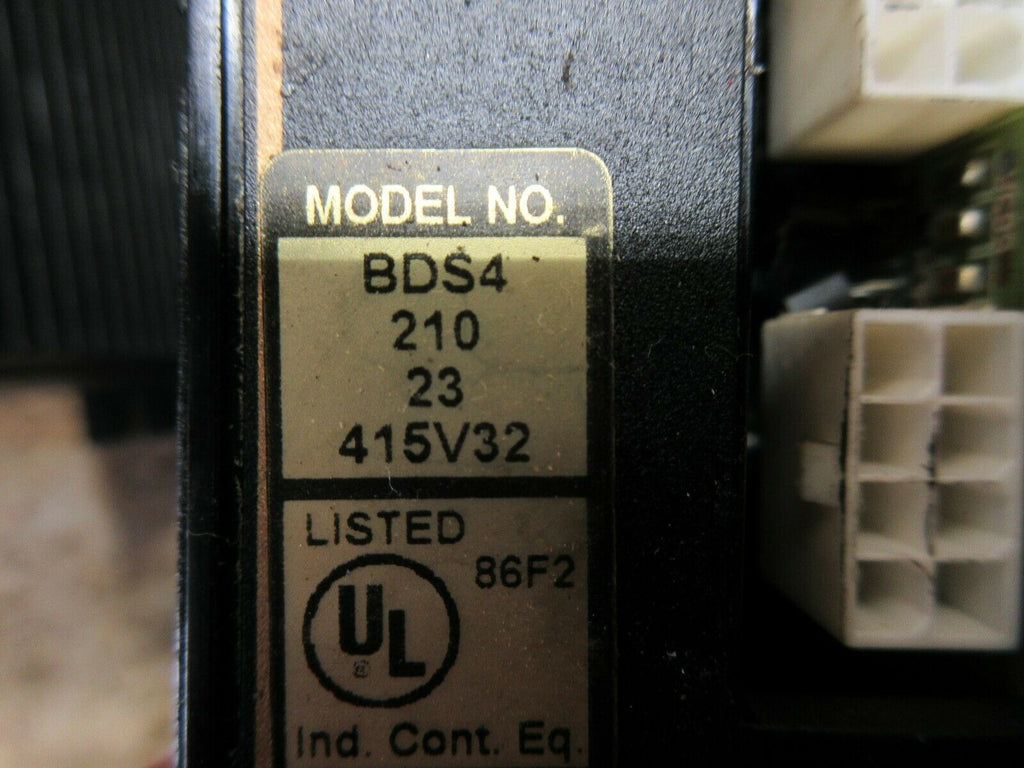 MODEL NO.
BDS4
210
23
415V32
LISTED
86F2
UL
Ind. Cont. Eq.